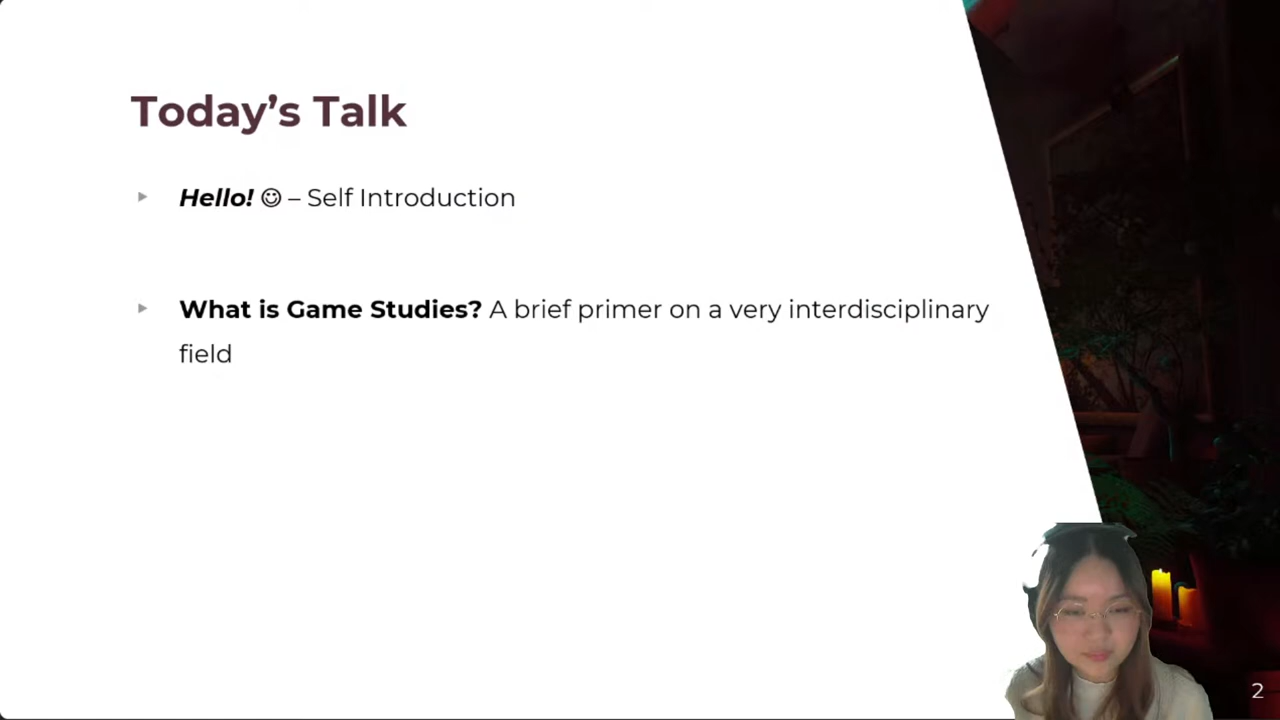 Today’s Talk
Hello! ☺ – Self Introduction
What is Game Studies? A brief primer on a very interdisciplinary
field
2